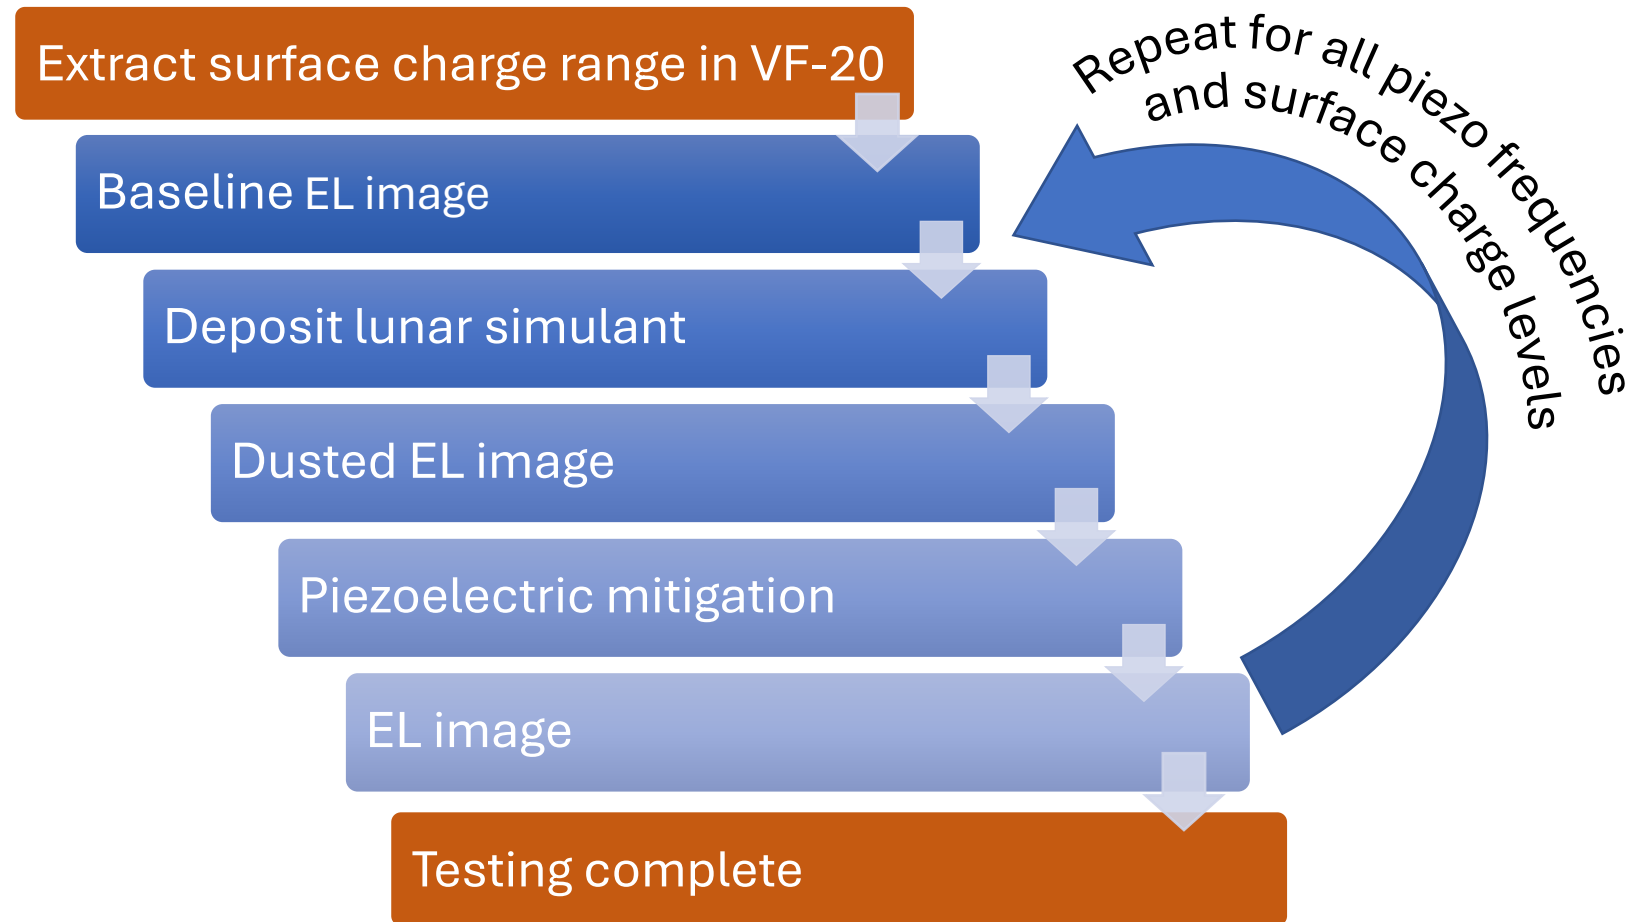 Extract surface charge range in VF-20
Baseline EL image
Deposit lunar simulant
Dusted EL image
Piezoelectric mitigation
EL image
Testing complete
Repeat for all piezo frequencies
and surface charge levels